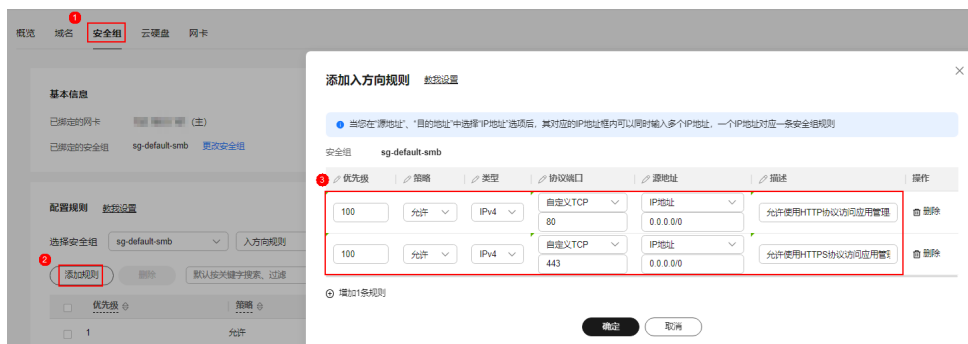 1
概览 域名 安全组 云硬盘 网卡
基本信息
已绑定的网卡 (主)
已绑定的安全组 sg-default-smb 更改安全组
配置规则 教我设置
选择安全组 sg-default-smb 入方向规则
2
添加规则 删除 默认按关键字搜索、过滤
优先级 策略
1 允许
添加入方向规则 教我设置
当您在“源地址”、“目的地址”中选择“IP地址”选项后，其对应的IP地址框内可以同时输入多个IP地址，一个IP地址对应一条安全组规则
安全组 sg-default-smb
3 优先级 策略 类型 协议端口 源地址 描述 操作
100 允许 IPv4 自定义TCP IP地址 允许使用HTTP协议访问应用管理 删除
80 0.0.0.0/0
100 允许 IPv4 自定义TCP IP地址 允许使用HTTPS协议访问应用管 删除
443 0.0.0.0/0
增加1条规则
确定 取消